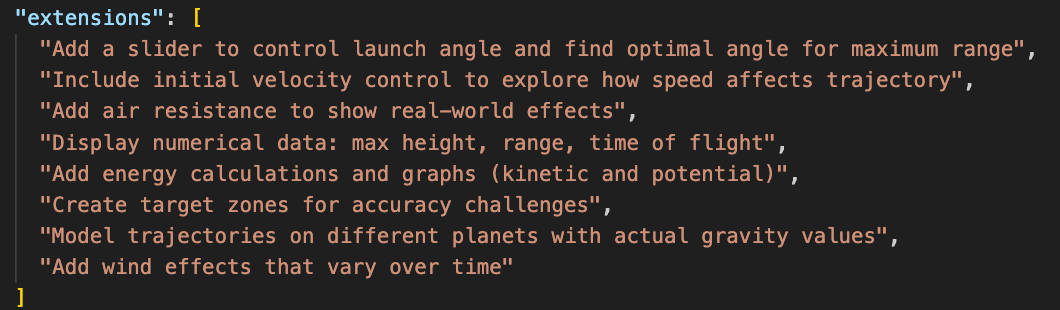 "extensions": [
"Add a slider to control launch angle and find optimal angle for maximum range",
"Include initial velocity control to explore how speed affects trajectory",
"Add air resistance to show real-world effects",
"Display numerical data: max height, range, time of flight",
"Add energy calculations and graphs (kinetic and potential)",
"Create target zones for accuracy challenges",
"Model trajectories on different planets with actual gravity values",
"Add wind effects that vary over time"
]